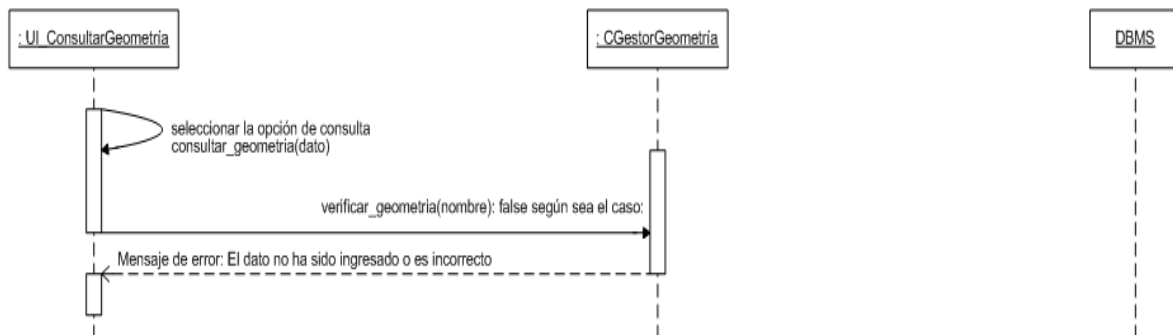 : UI_ConsultarGeometría
: CGestorGeometría
DBMS
seleccionar la opción de consulta
consultar_geometria(dato)
verificar_geometria(nombre): false según sea el caso:
Mensaje de error: El dato no ha sido ingresado o es incorrecto